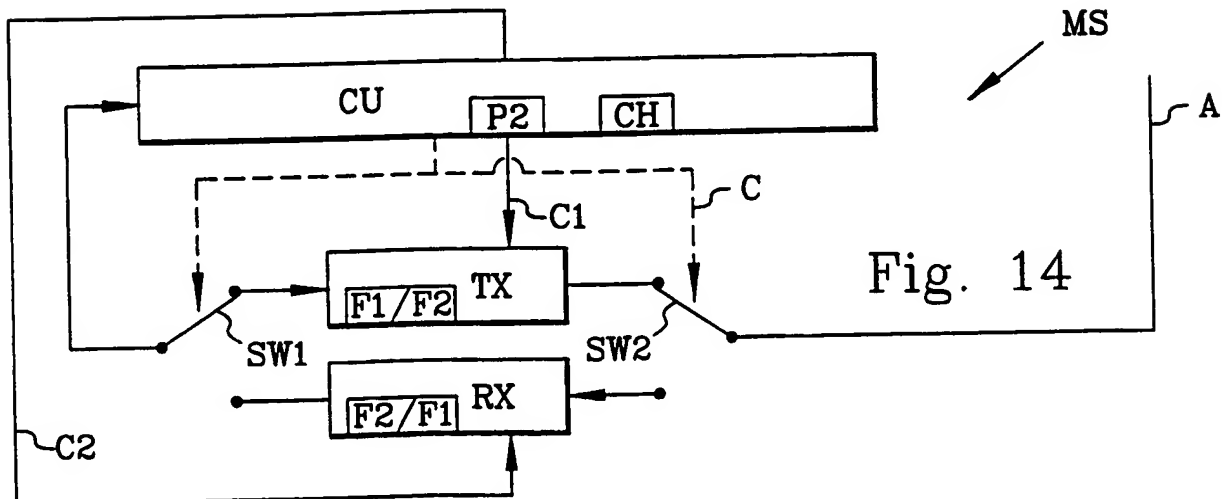 MS
CU
P2
CH
A
C
C1
TX
F1/F2
Fig. 14
SW1
SW2
RX
F2/F1
C2